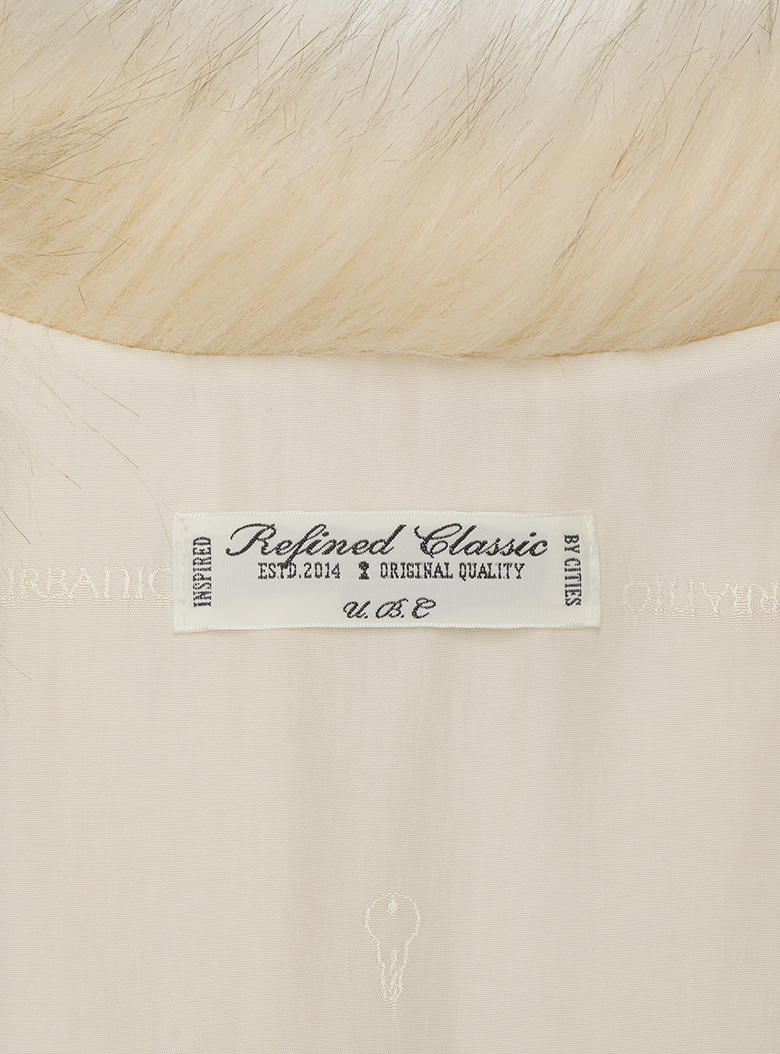 INSPIRED
Refined Classic
ESTD.2014 ORIGINAL QUALITY
U.B.C
BY CITIES